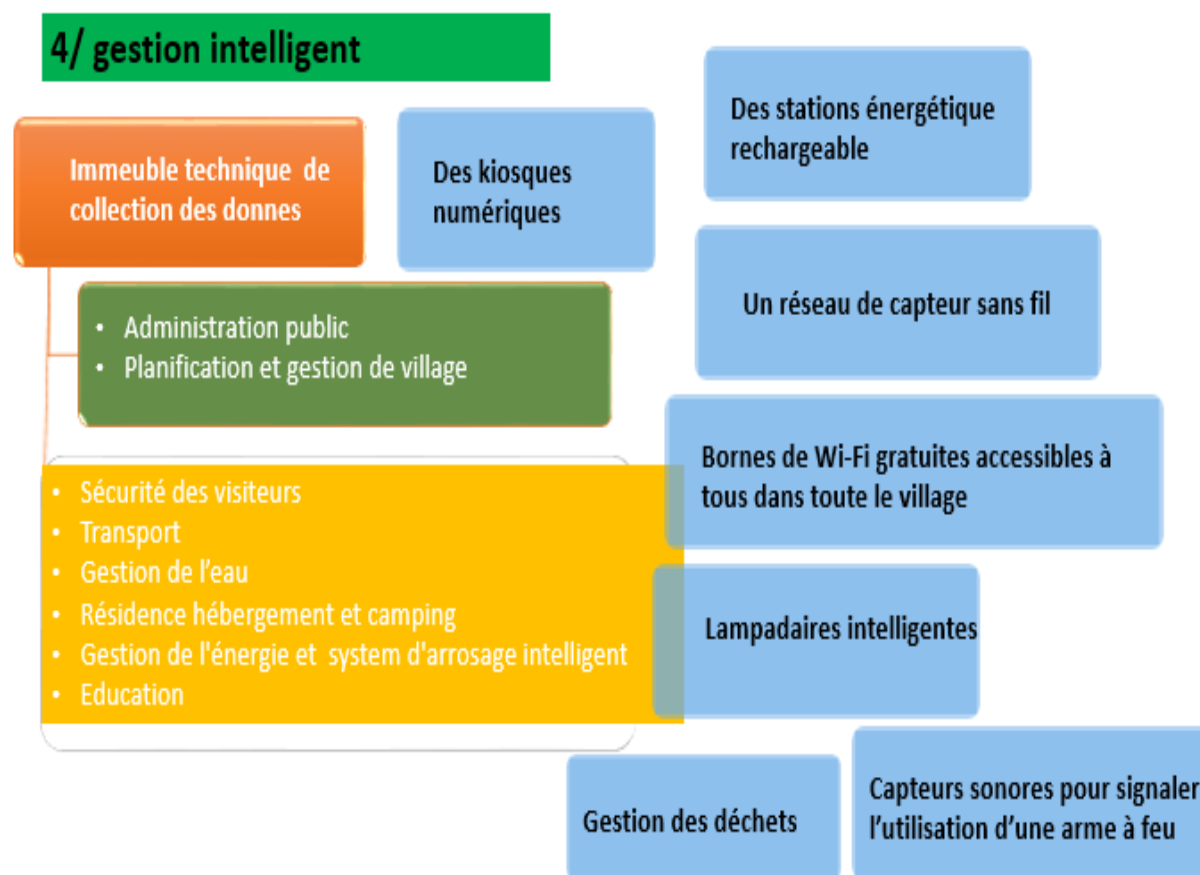 4/ gestion intelligent
Immeuble technique de
collection des donnes
Des kiosques
numériques
Des stations énergétique
rechargeable
Un réseau de capteur sans fil
• Administration public
• Planification et gestion de village
Bornes de Wi-Fi gratuites accessibles à
tous dans toute le village
• Sécurité des visiteurs
• Transport
• Gestion de l’eau
• Résidence hébergement et camping
• Gestion de l'énergie et system d'arrosage intelligent
• Education
Lampadaires intelligentes
Gestion des déchets
Capteurs sonores pour signaler
l’utilisation d’une arme à feu